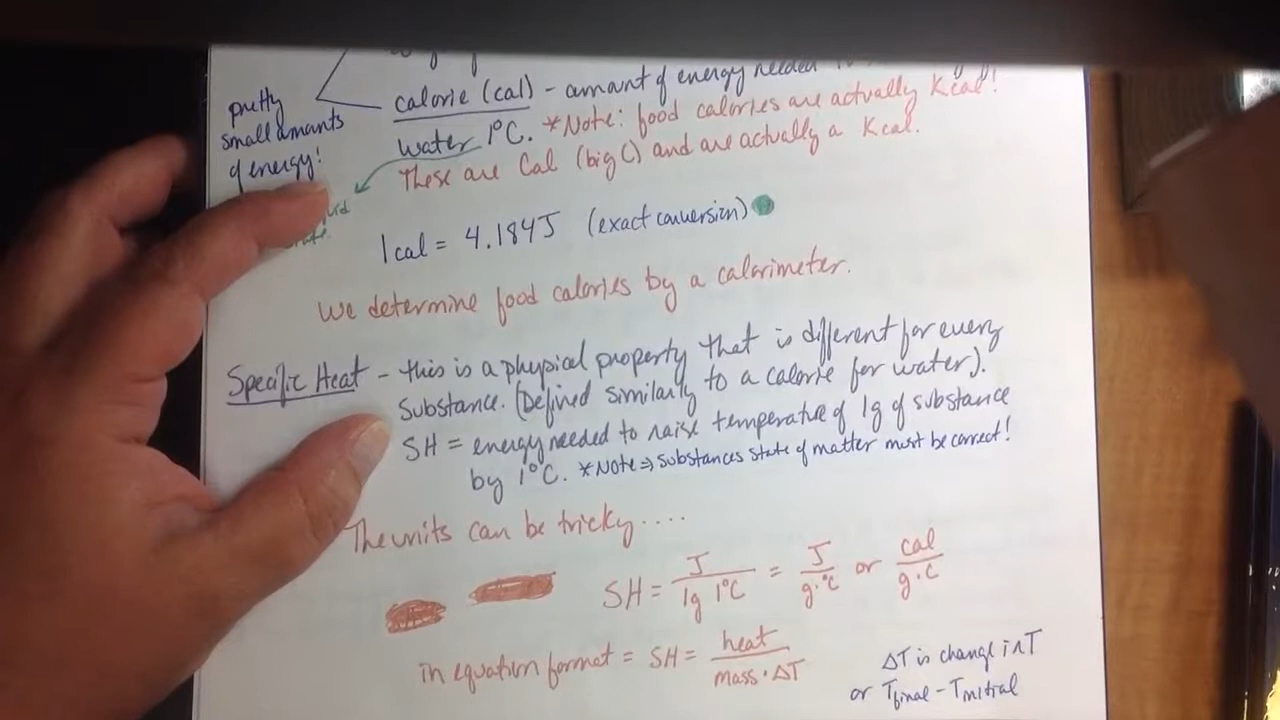 pretty
small amants
of energy!
calorie (cal) - amant of energy needed
water 1°C. *Note: food calories are actually Kcal!
These are Cal (big C) and are actually a Kcal.
1 cal = 4.184J (exact conversion)
We determine food calories by a calorimeter.
Specific Heat - this is a physical property that is different for every
substance. (Defined similarly to a calorie for water).
SH = energy needed to raise temperature of 1g of substance
by 1°C. *Note ⇒ substances state of matter must be correct!
The units can be tricky....
SH = J / 1g 1°C = J / g·°C or cal / g·C
in equation format = SH = heat / mass · ΔT
ΔT is change in T
or Tfinal - Tinitial